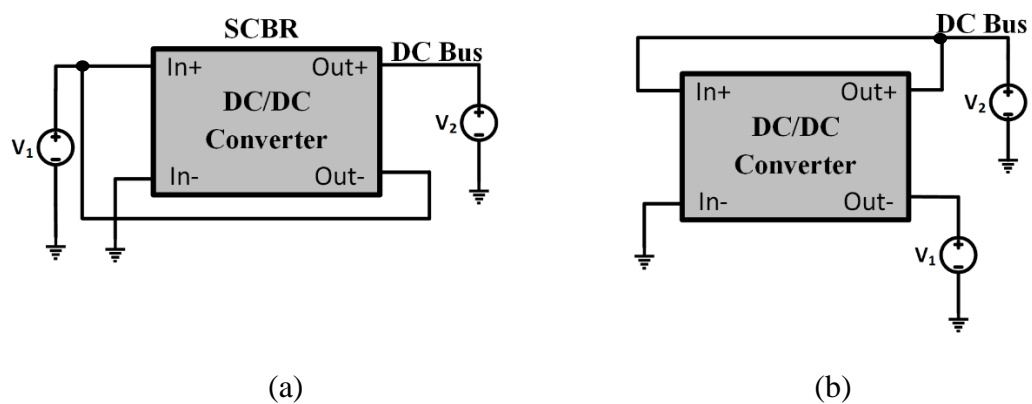 SCBR
DC Bus
In+
Out+
DC/DC
Converter
V1
V2
In-
Out-
(a)
DC Bus
In+
Out+
DC/DC
Converter
V2
In-
Out-
V1
(b)